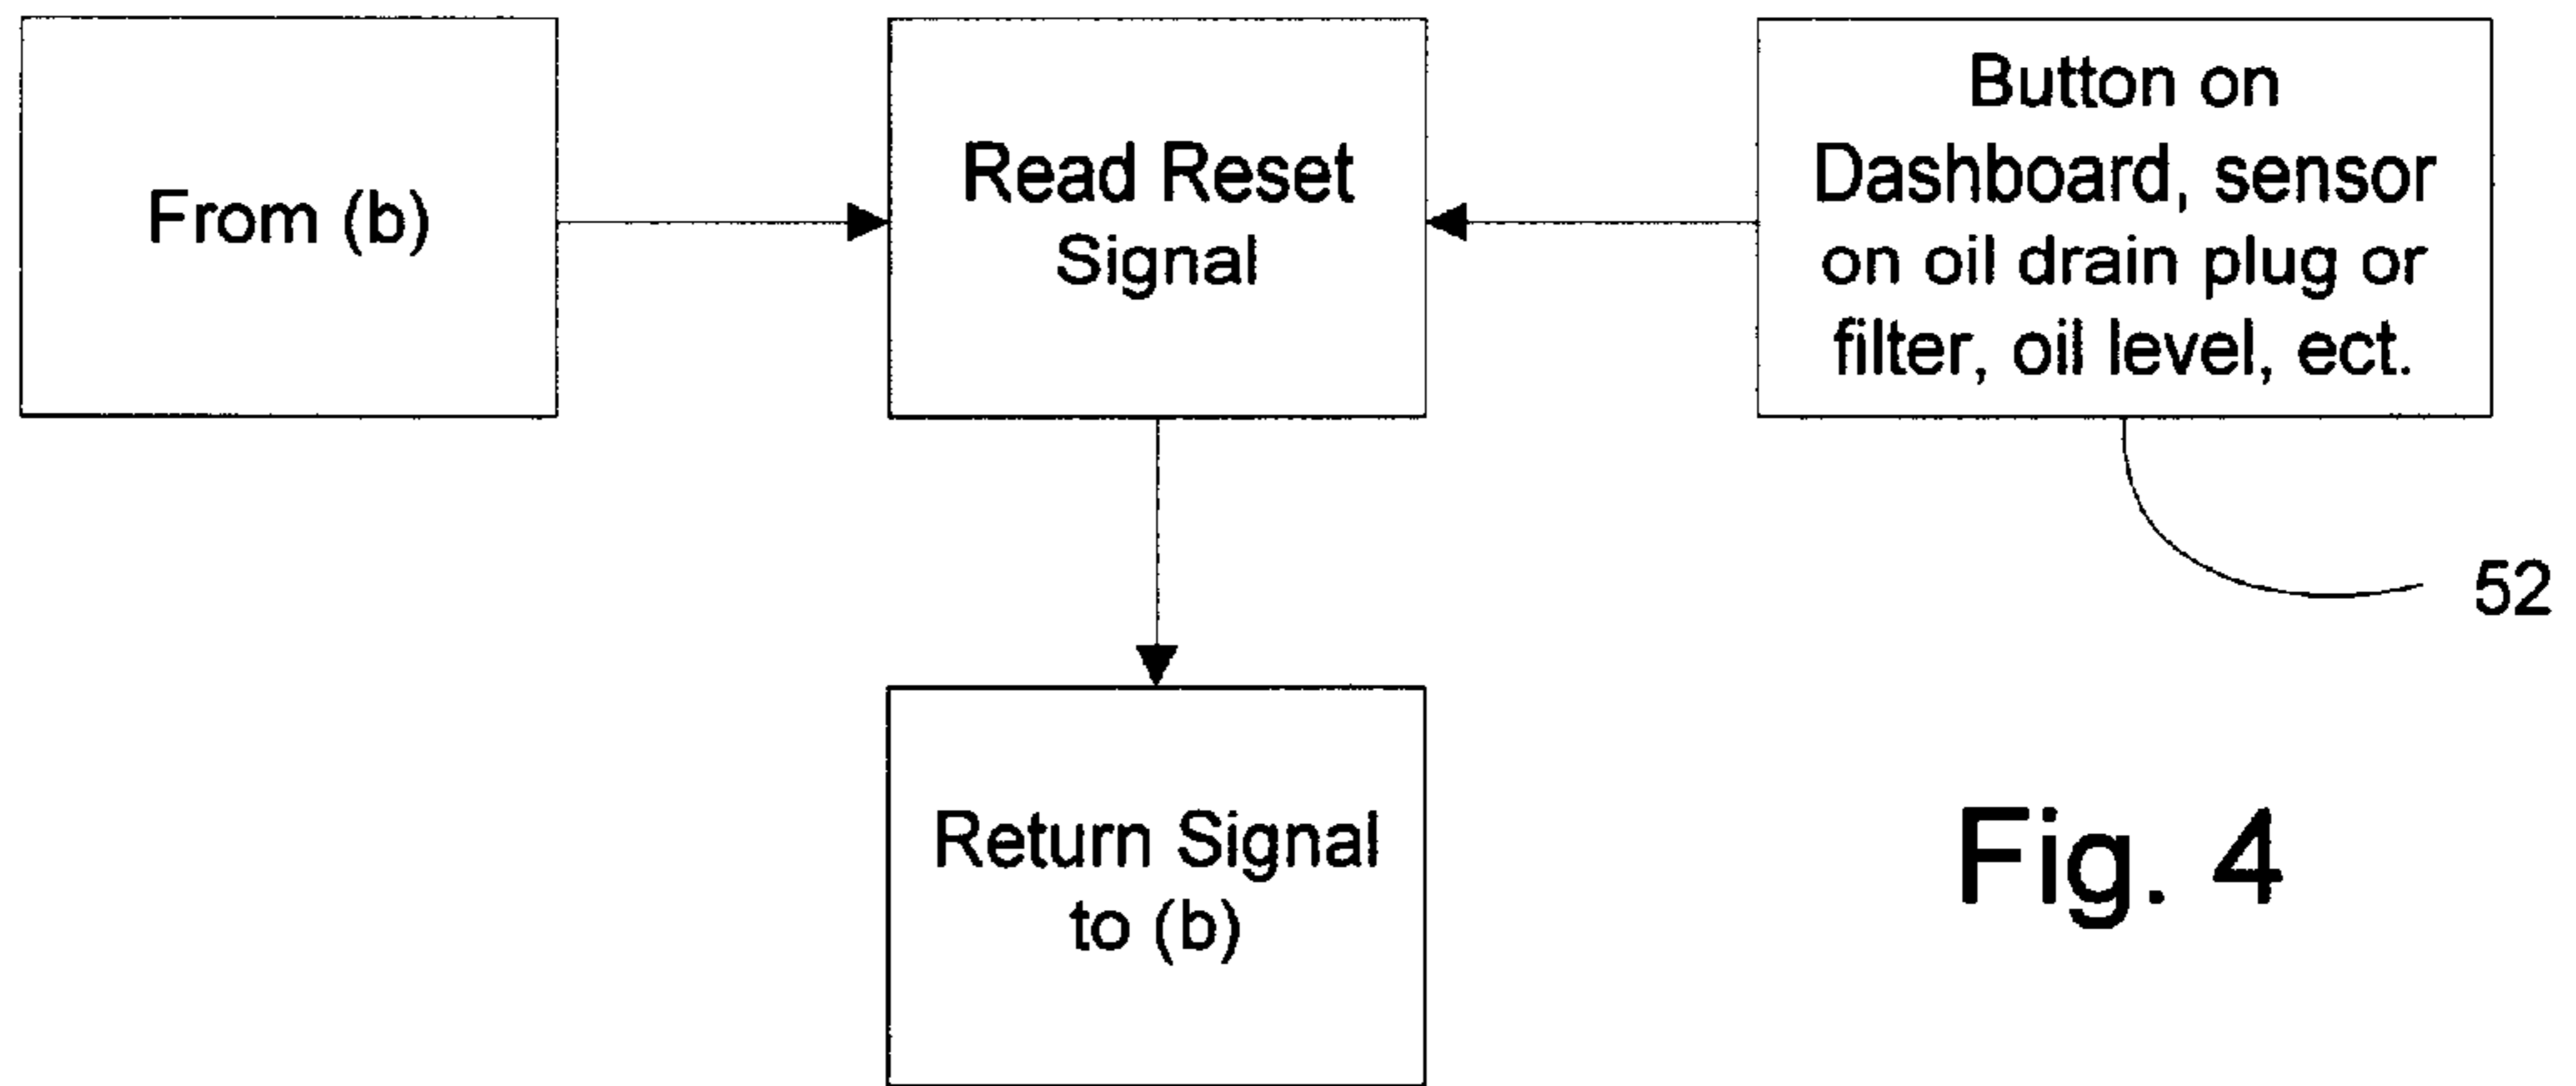 From (b)
Read Reset
Signal
Button on
Dashboard, sensor
on oil drain plug or
filter, oil level, ect.
52
Return Signal
to (b)
Fig. 4